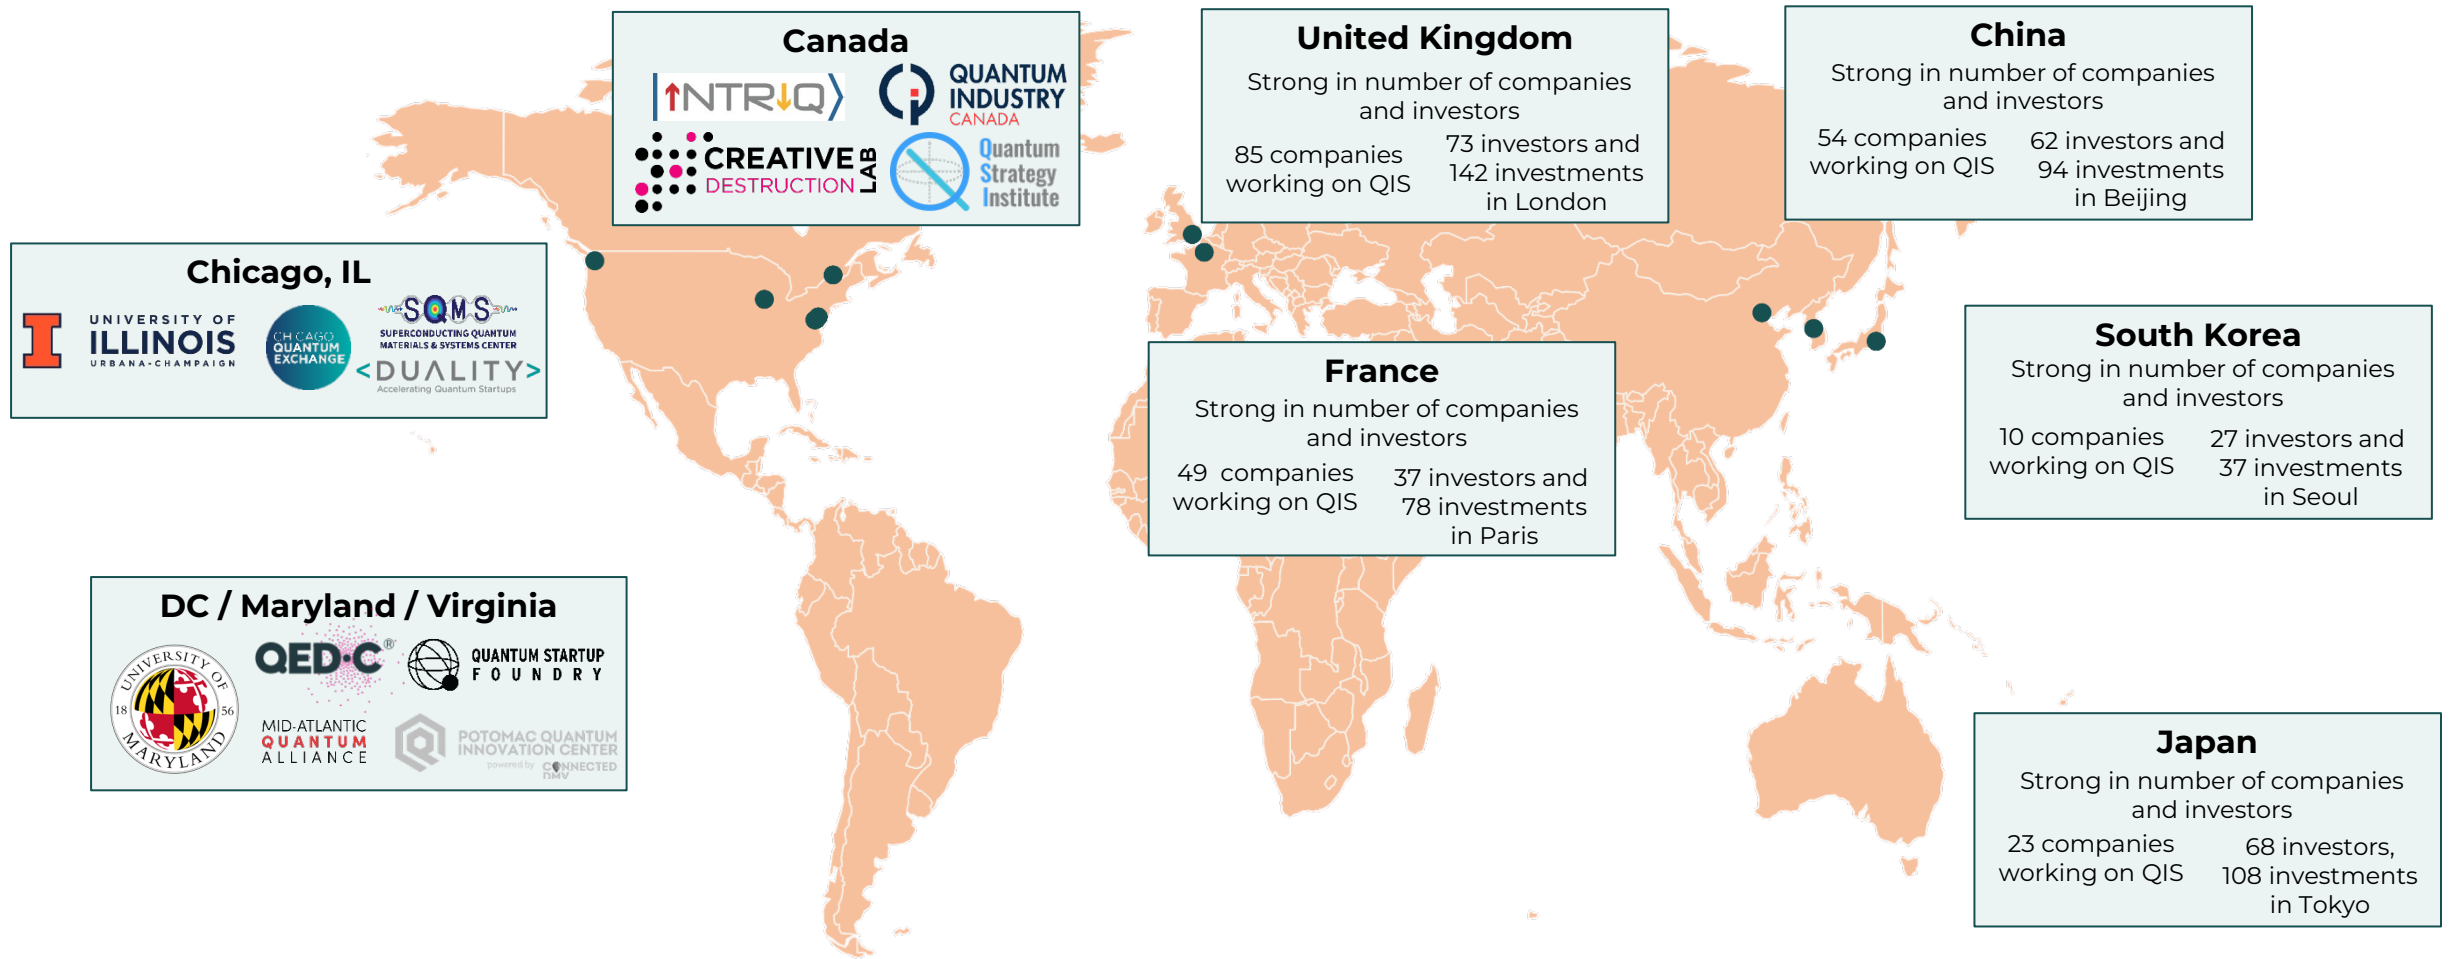 Canada
INTRIQ
QUANTUM
INDUSTRY
CANADA
CREATIVE
DESTRUCTION
LAB
Quantum
Strategy
Institute
United Kingdom
Strong in number of companies
and investors
85 companies
working on QIS
73 investors and
142 investments
in London
China
Strong in number of companies
and investors
54 companies
working on QIS
62 investors and
94 investments
in Beijing
Chicago, IL
UNIVERSITY OF
ILLINOIS
URBANA-CHAMPAIGN
CHICAGO
QUANTUM
EXCHANGE
SQMS
SUPERCONDUCTING QUANTUM
MATERIALS & SYSTEMS CENTER
<DUALITY>
Accelerating Quantum Startups
France
Strong in number of companies
and investors
49 companies
working on QIS
37 investors and
78 investments
in Paris
South Korea
Strong in number of companies
and investors
10 companies
working on QIS
27 investors and
37 investments
in Seoul
DC / Maryland / Virginia
UNIVERSITY OF
MARYLAND
18 56
QED·C®
QUANTUM STARTUP
FOUNDRY
MID-ATLANTIC
QUANTUM
ALLIANCE
POTOMAC QUANTUM
INNOVATION CENTER
powered by CONNECTED
DMV
Japan
Strong in number of companies
and investors
23 companies
working on QIS
68 investors,
108 investments
in Tokyo